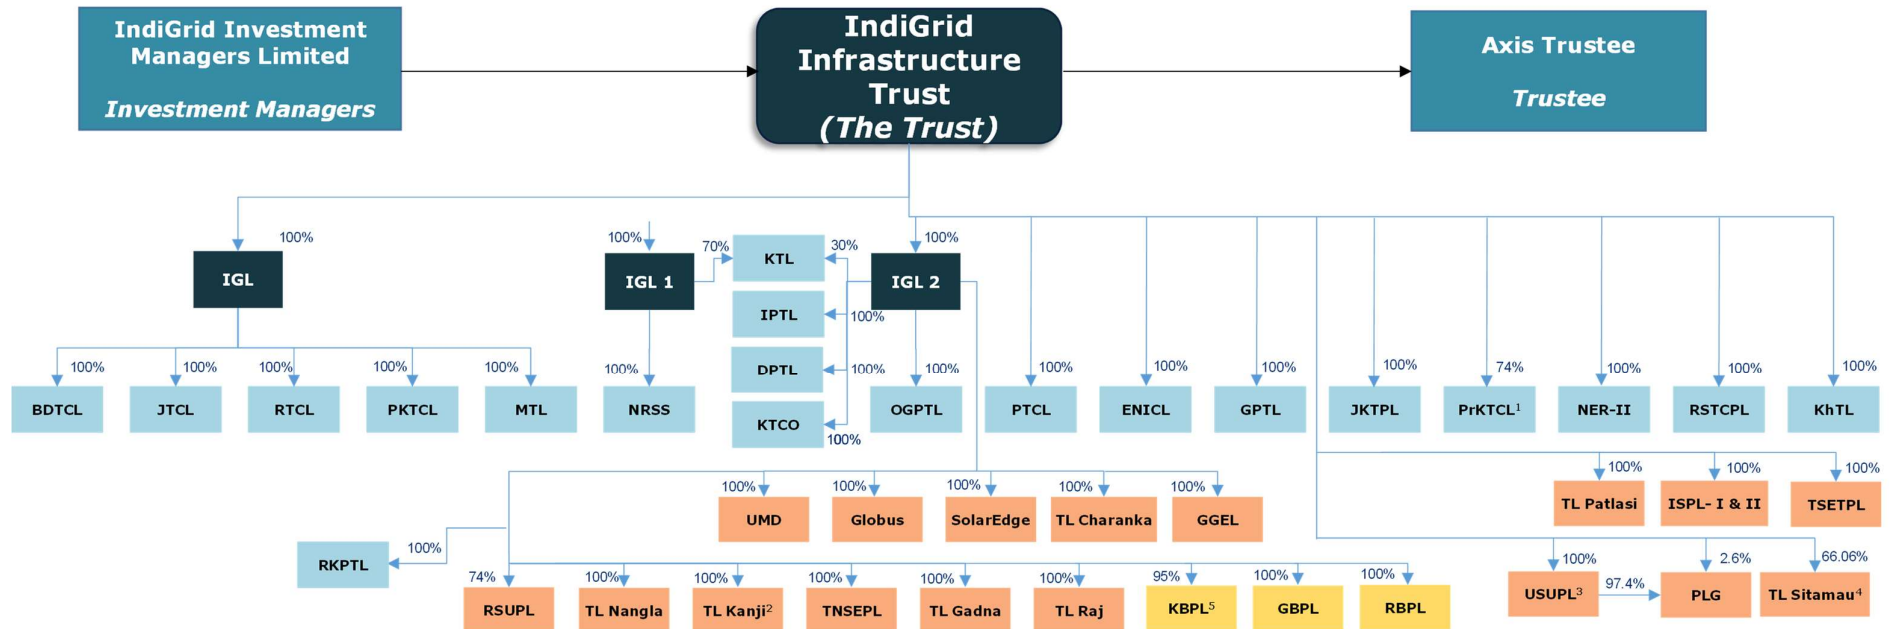 IndiGrid Investment
Managers Limited
Investment Managers
IndiGrid
Infrastructure
Trust
(The Trust)
Axis Trustee
Trustee
100%
IGL
100%
IGL 1
70%
KTL
30%
100%
IGL 2
IPTL
100%
DPTL
100%
KTCO
100%
100%
BDTCL
100%
JTCL
100%
RTCL
100%
PKTCL
100%
MTL
100%
NRSS
100%
OGPTL
100%
PTCL
100%
ENICL
100%
GPTL
100%
JKTPL
74%
PrKTCL¹
100%
NER-II
100%
RSTCPL
100%
KhTL
100%
UMD
100%
Globus
100%
SolarEdge
100%
TL Charanka
100%
GGEL
100%
TL Patlasi
100%
ISPL- I & II
100%
TSETPL
100%
RKPTL
74%
RSUPL
100%
TL Nangla
100%
TL Kanji²
100%
TNSEPL
100%
TL Gadna
100%
TL Raj
95%
KBPL⁵
100%
GBPL
100%
RBPL
100%
USUPL³
97.4%
2.6%
PLG
66.06%
TL Sitamau⁴